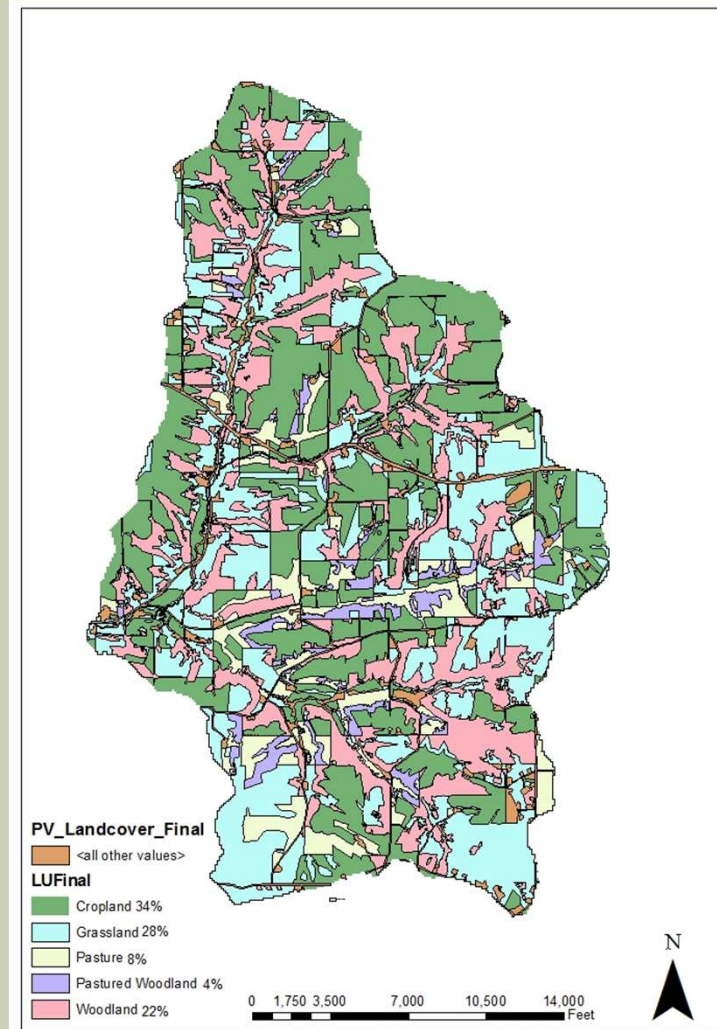 PV_Landcover_Final
<all other values>
LUFinal
Cropland 34%
Grassland 28%
Pasture 8%
Pastured Woodland 4%
Woodland 22%
N
0 1,750 3,500 7,000 10,500 14,000
Feet